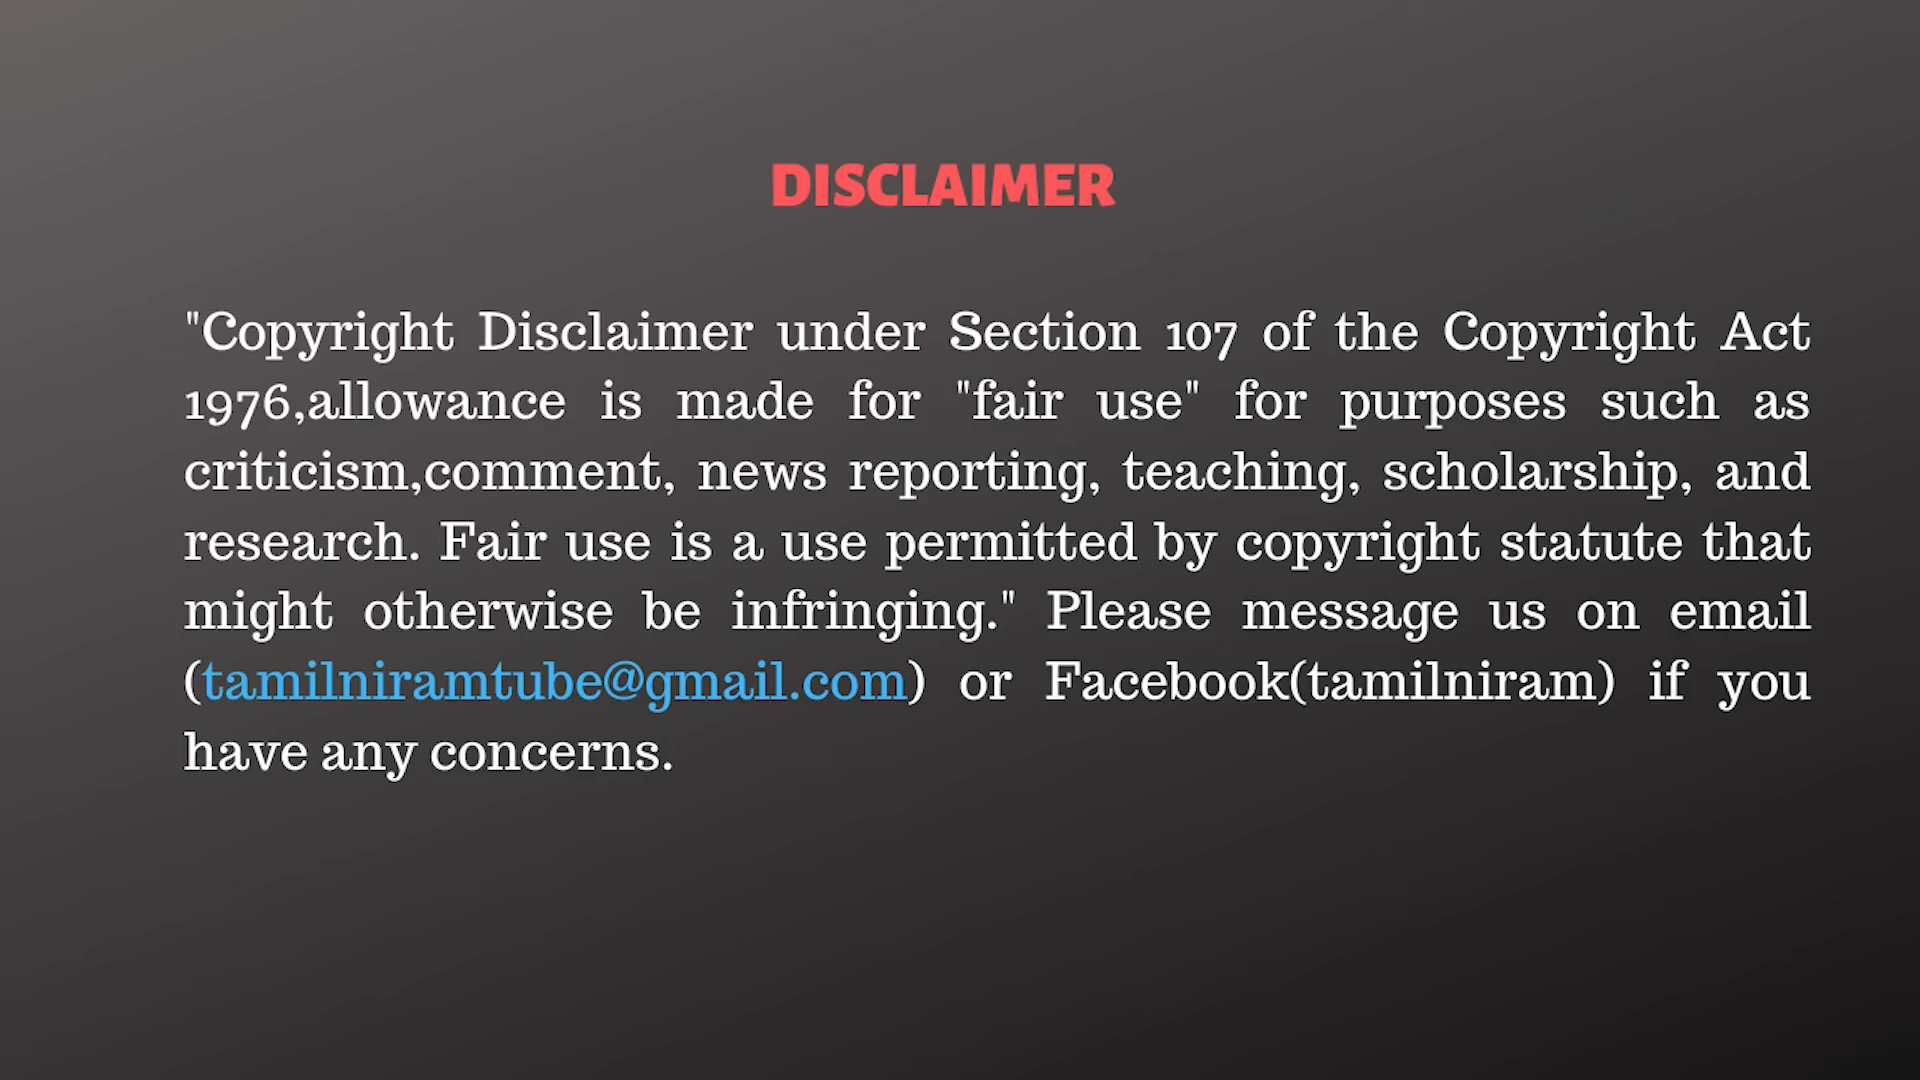 DISCLAIMER
"Copyright Disclaimer under Section 107 of the Copyright Act
1976,allowance is made for "fair use" for purposes such as
criticism,comment, news reporting, teaching, scholarship, and
research. Fair use is a use permitted by copyright statute that
might otherwise be infringing." Please message us on email
(tamilniramtube@gmail.com) or Facebook(tamilniram) if you
have any concerns.